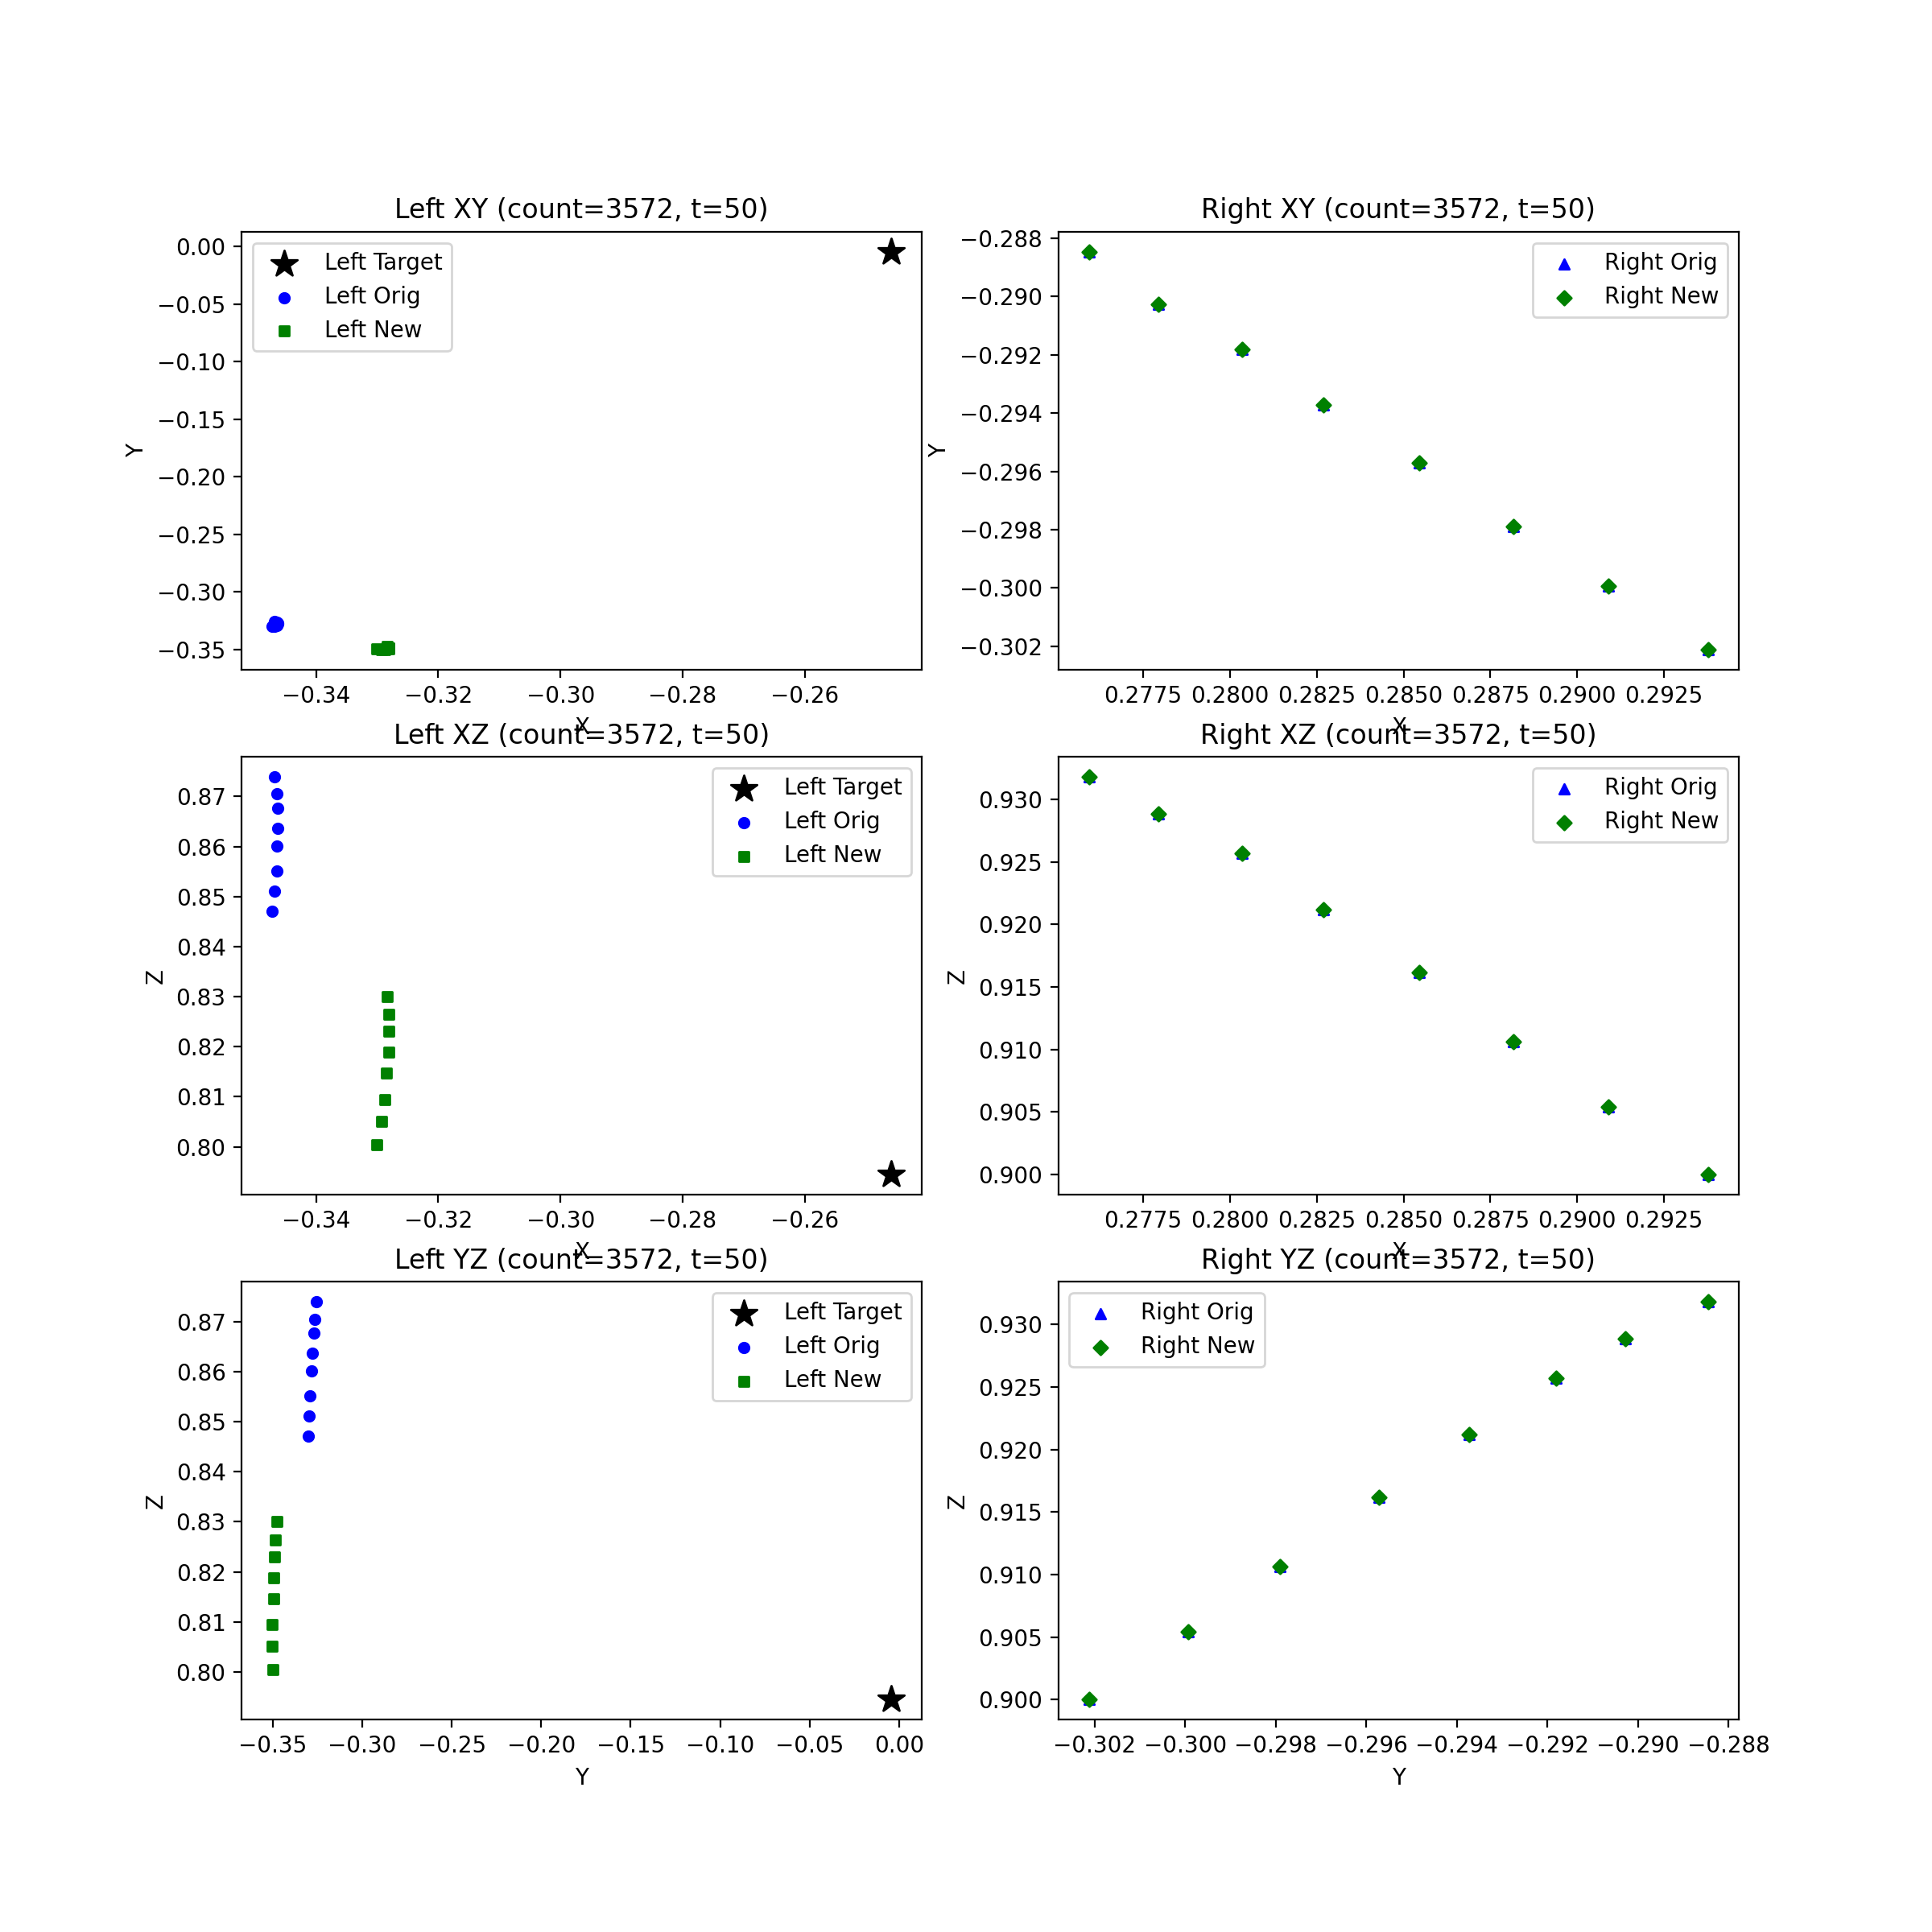 Left XY (count=3572, t=50)
Left Target
Left Orig
Left New
0.00
−0.05
−0.10
−0.15
−0.20
−0.25
−0.30
−0.35
Y
−0.34 −0.32 −0.30 −0.28 −0.26
X
Right XY (count=3572, t=50)
Right Orig
Right New
−0.288
−0.290
−0.292
−0.294
−0.296
−0.298
−0.300
−0.302
Y
0.2775 0.2800 0.2825 0.2850 0.2875 0.2900 0.2925
X
Left XZ (count=3572, t=50)
Left Target
Left Orig
Left New
0.87
0.86
0.85
0.84
0.83
0.82
0.81
0.80
Z
−0.34 −0.32 −0.30 −0.28 −0.26
X
Right XZ (count=3572, t=50)
Right Orig
Right New
0.930
0.925
0.920
0.915
0.910
0.905
0.900
Z
0.2775 0.2800 0.2825 0.2850 0.2875 0.2900 0.2925
X
Left YZ (count=3572, t=50)
Left Target
Left Orig
Left New
0.87
0.86
0.85
0.84
0.83
0.82
0.81
0.80
Z
−0.35 −0.30 −0.25 −0.20 −0.15 −0.10 −0.05 0.00
Y
Right YZ (count=3572, t=50)
Right Orig
Right New
0.930
0.925
0.920
0.915
0.910
0.905
0.900
Z
−0.302 −0.300 −0.298 −0.296 −0.294 −0.292 −0.290 −0.288
Y